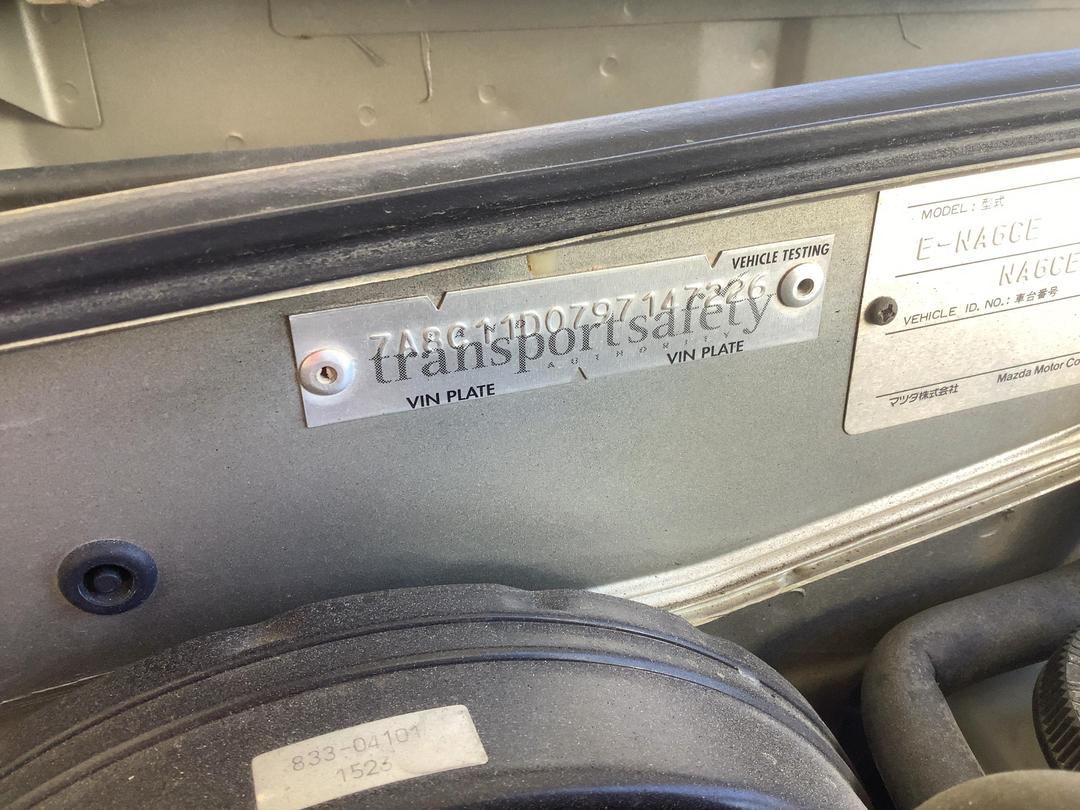 VEHICLE TESTING
7A8C11D0797147226
transportsafety
AUTHORITY
VIN PLATE
VIN PLATE
MODEL: 型式
E-NA6CE
NA6CE
VEHICLE ID. NO.: 車台番号
マツダ株式会社 Mazda Motor Co
833-04101
1523